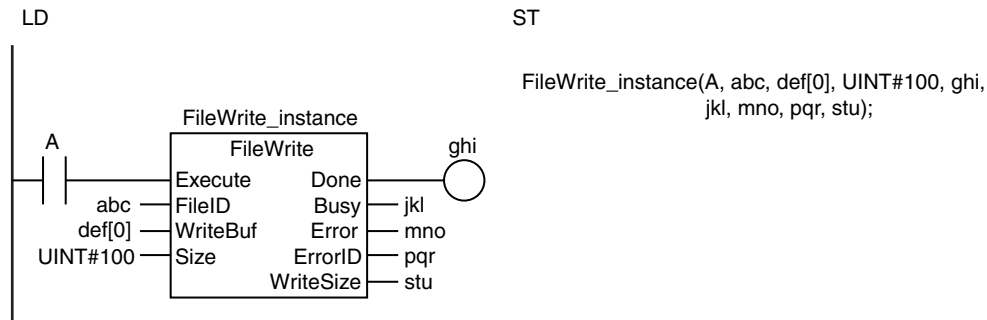 LD
ST
FileWrite_instance(A, abc, def[0], UINT#100, ghi,
jkl, mno, pqr, stu);
FileWrite_instance
A
FileWrite
ghi
Execute Done
abc FileID Busy jkl
def[0] WriteBuf Error mno
UINT#100 Size ErrorID pqr
WriteSize stu